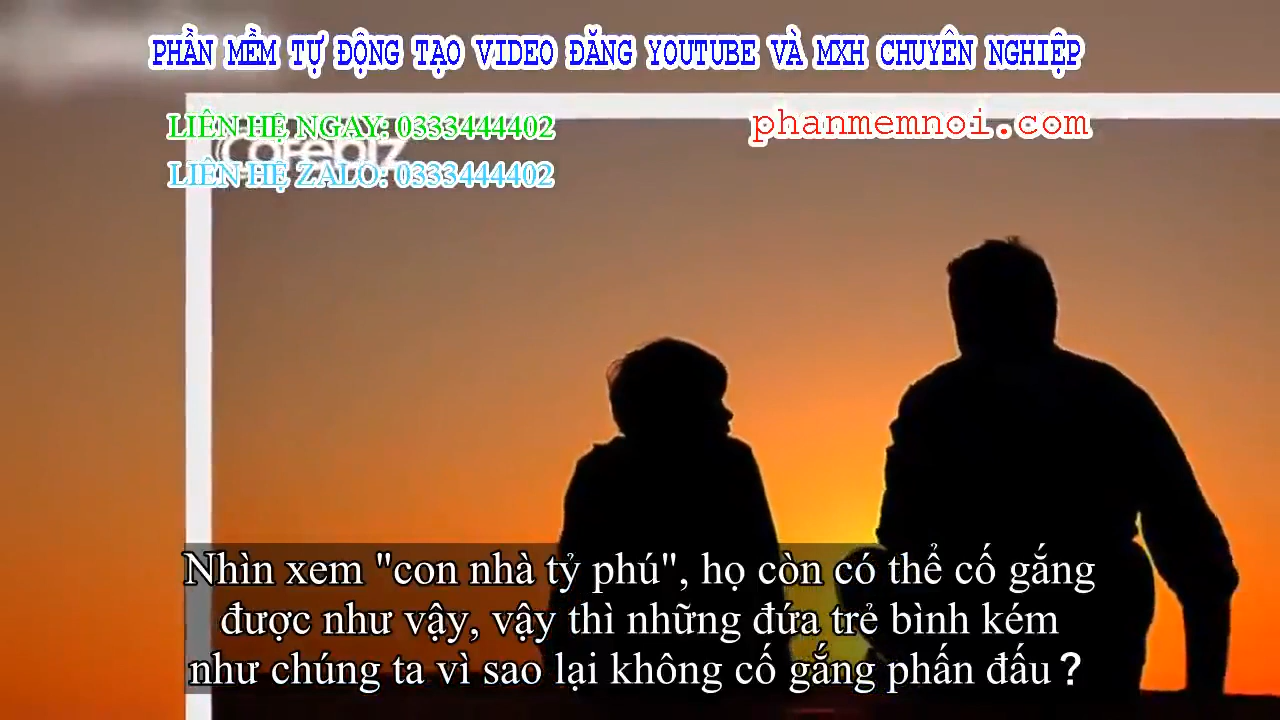 PHẦN MỀM TỰ ĐỘNG TẠO VIDEO ĐĂNG YOUTUBE VÀ MXH CHUYÊN NGHIỆP
LIÊN HỆ NGAY: 0333444402
phanmemnoi.com
cafebiz
LIÊN HỆ ZALO: 0333444402
Nhìn xem "con nhà tỷ phú", họ còn có thể cố gắng
được như vậy, vậy thì những đứa trẻ bình kém
như chúng ta vì sao lại không cố gắng phấn đấu?